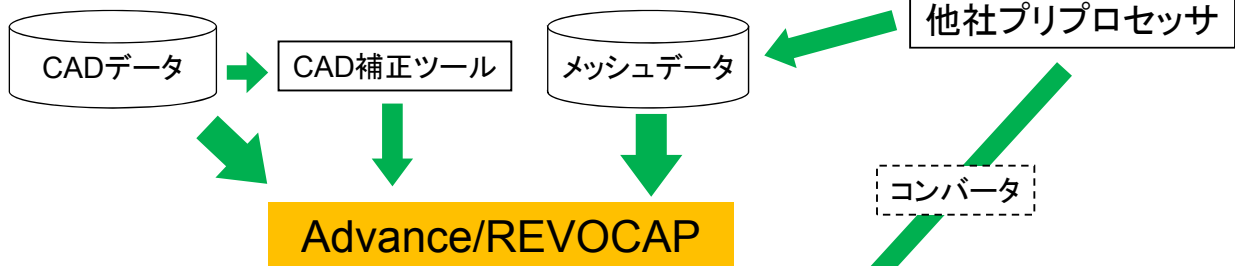 他社プリプロセッサ
CADデータ
CAD補正ツール
メッシュデータ
コンバータ
Advance/REVOCAP